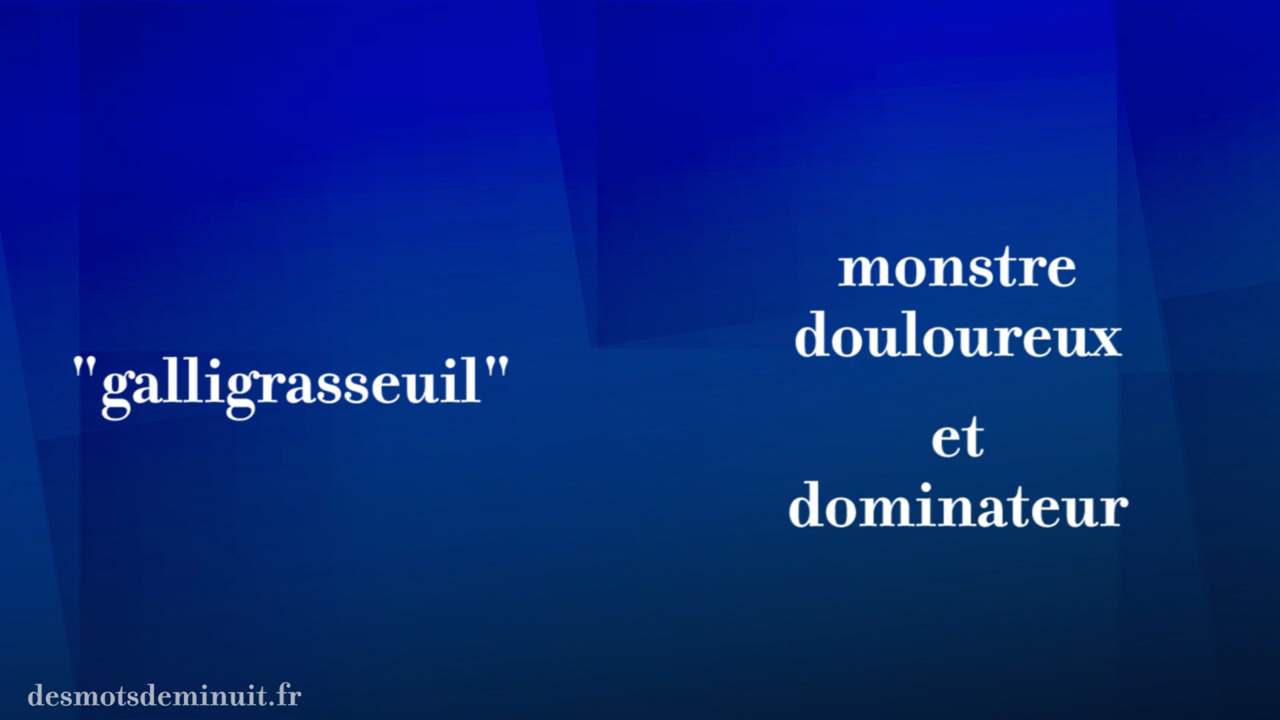 "galligrasseuil"
monstre
douloureux
et
dominateur
desmotsdeminuit.fr